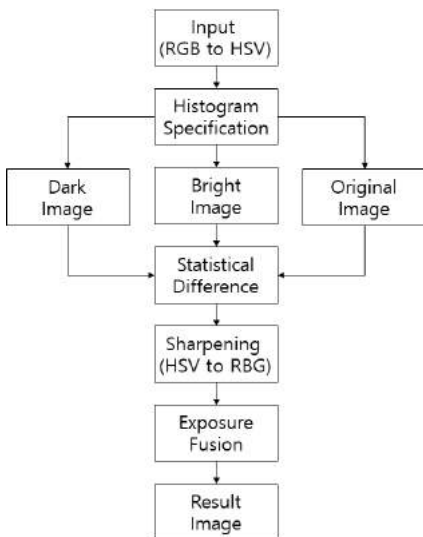 Input
(RGB to HSV)
Histogram
Specification
Dark
Image
Bright
Image
Original
Image
Statistical
Difference
Sharpening
(HSV to RBG)
Exposure
Fusion
Result
Image